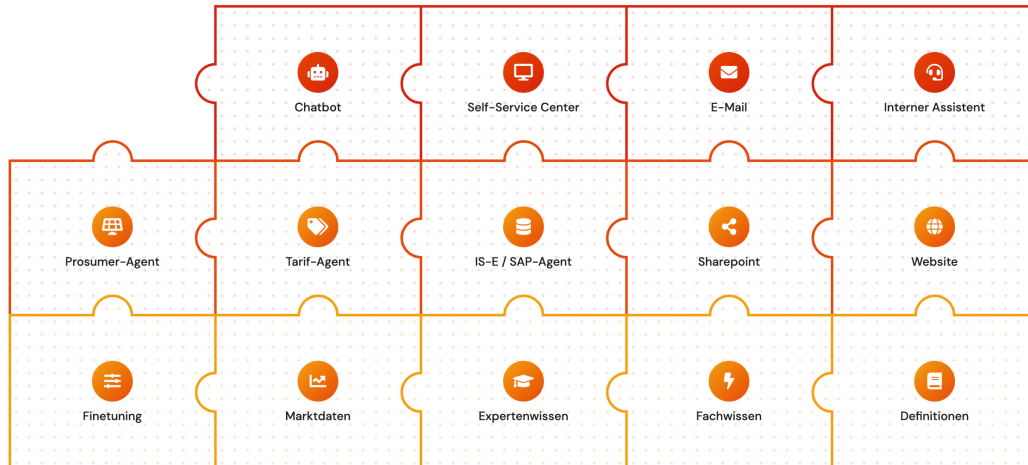 Chatbot
Self-Service Center
E-Mail
Interner Assistent
Prosumer-Agent
Tarif-Agent
IS-E / SAP-Agent
Sharepoint
Website
Finetuning
Marktdaten
Expertenwissen
Fachwissen
Definitionen